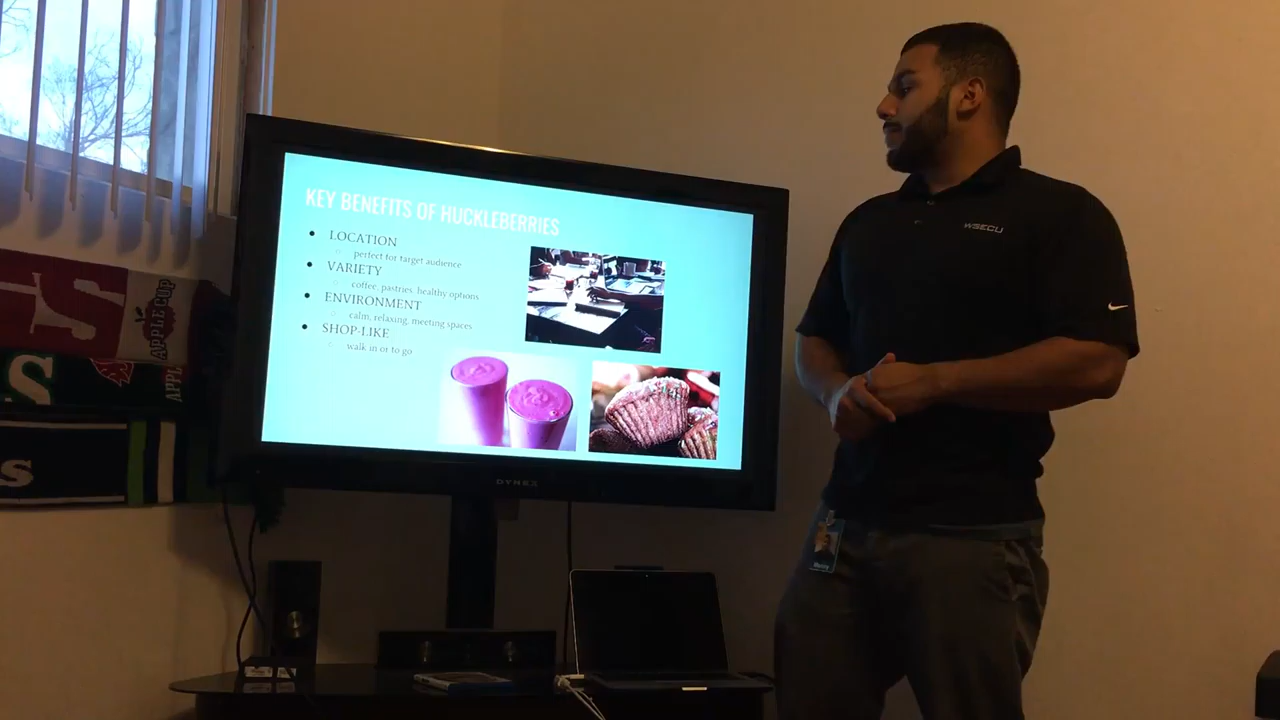 KEY BENEFITS OF HUCKLEBERRIES
LOCATION
perfect for target audience
VARIETY
coffee, pastries, healthy options
ENVIRONMENT
calm, relaxing, meeting spaces
SHOP-LIKE
walk in or to go
DYNEX
WSECU
APPLE CUP
APPL
S
s